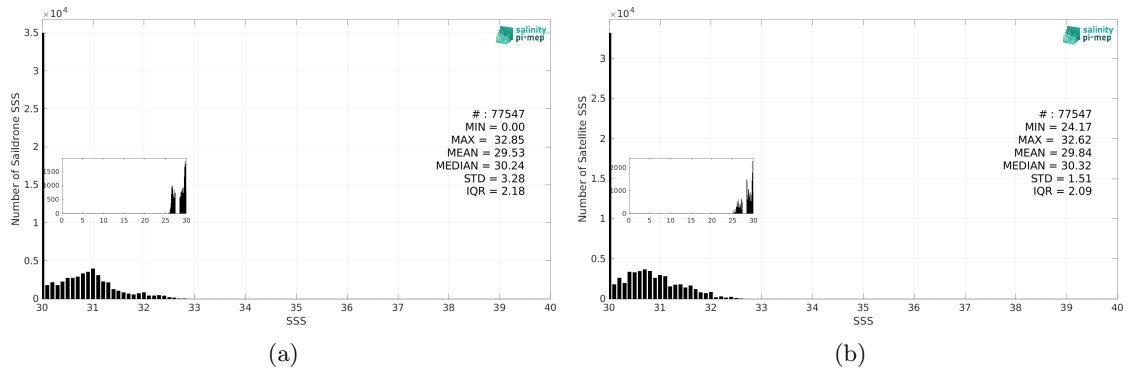 ×10⁴
3.5
3
2.5
2
1.5
1
0.5
0
Number of Saildrone SSS
salinity
pi-mep
# : 77547
MIN = 0.00
MAX = 32.85
MEAN = 29.53
MEDIAN = 30.24
STD = 3.28
IQR = 2.18
1500
1000
500
0
0 5 10 15 20 25 30
30 31 32 33 34 35 36 37 38 39 40
SSS
(a)
×10⁴
3
2.5
2
1.5
1
0.5
0
Number of Satellite SSS
salinity
pi-mep
# : 77547
MIN = 24.17
MAX = 32.62
MEAN = 29.84
MEDIAN = 30.32
STD = 1.51
IQR = 2.09
2000
1000
0
0 5 10 15 20 25 30
30 31 32 33 34 35 36 37 38 39 40
SSS
(b)